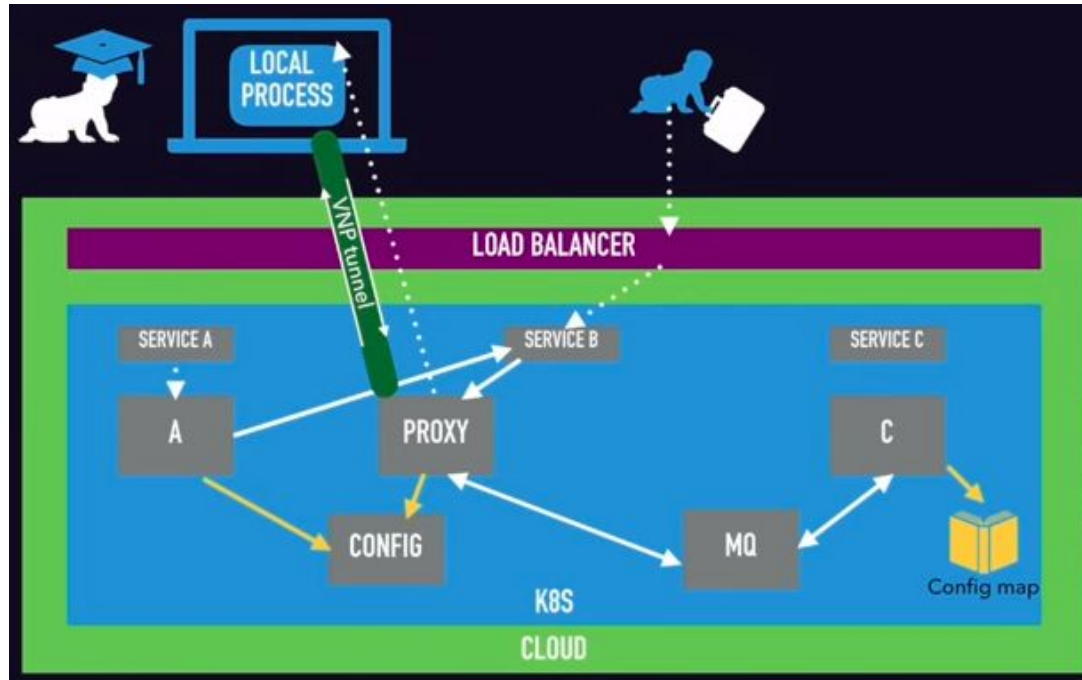 LOCAL
PROCESS
VNP tunnel
LOAD BALANCER
SERVICE A
SERVICE B
SERVICE C
A
PROXY
C
CONFIG
MQ
Config map
K8S
CLOUD